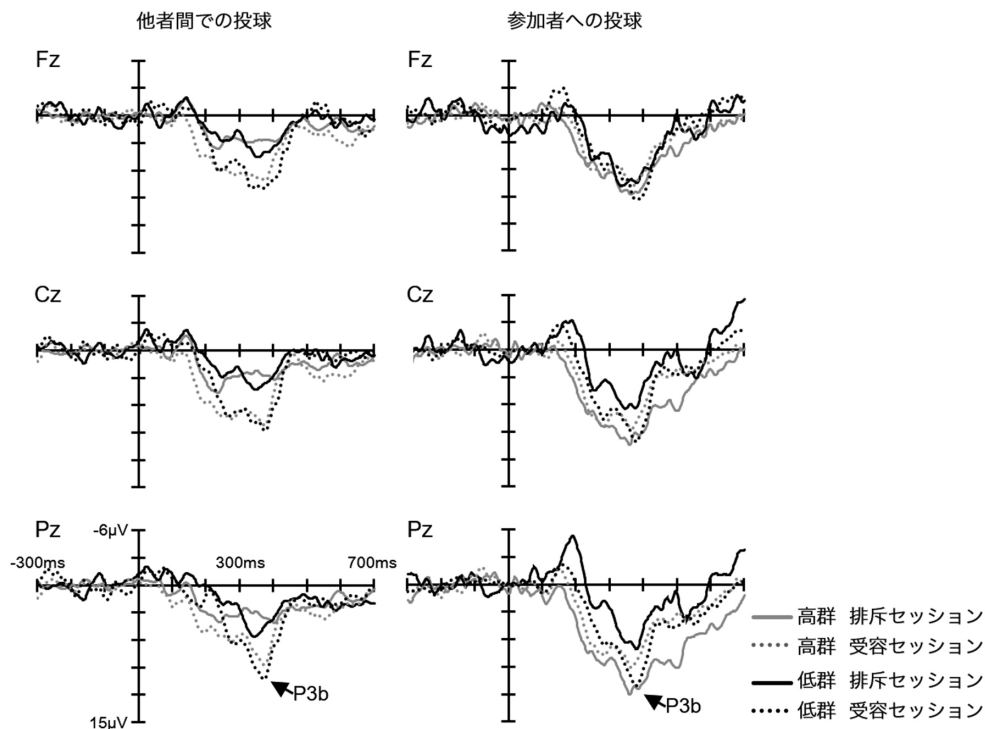 他者間での投球
参加者への投球
Fz
Fz
Cz
Cz
Pz
-6μV
-300ms
300ms
700ms
P3b
15μV
Pz
P3b
高群 排斥セッション
高群 受容セッション
低群 排斥セッション
低群 受容セッション